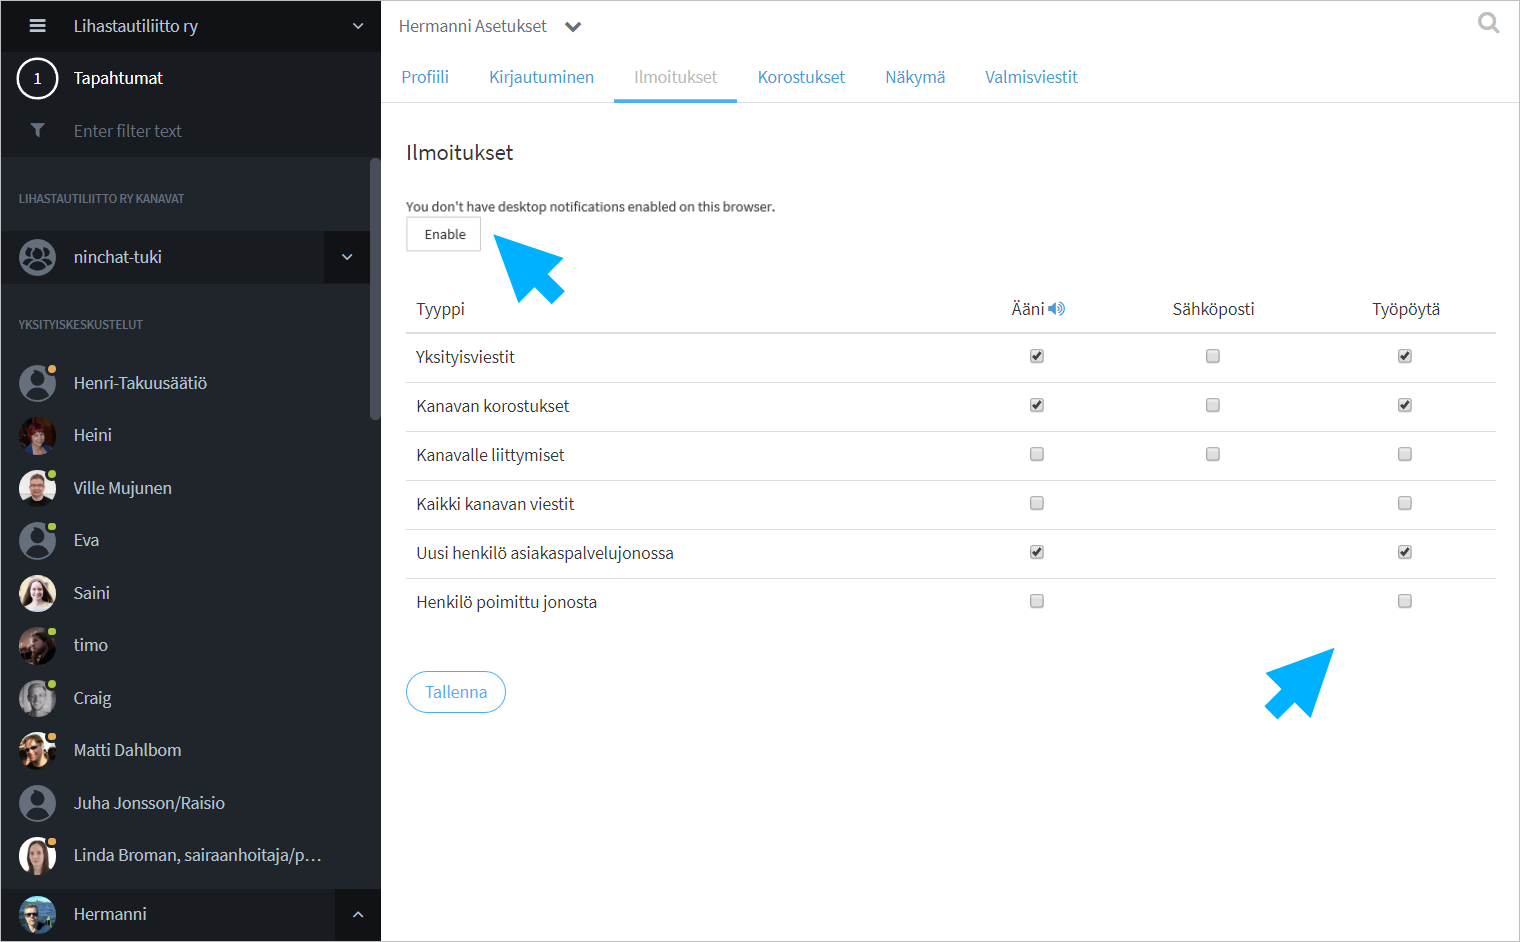 Lihastautiliitto ry
1 Tapahtumat
Enter filter text
LIHASTAUTILIITTO RY KANAVAT
ninchat-tuki
YKSITYISKESKUSTELUT
Henri-Takuusäätiö
Heini
Ville Mujunen
Eva
Saini
timo
Craig
Matti Dahlbom
Juha Jonsson/Raisio
Linda Broman, sairaanhoitaja/p...
Hermanni
Hermanni Asetukset
Profiili Kirjautuminen Ilmoitukset Korostukset Näkymä Valmisviestit
Ilmoitukset
You don't have desktop notifications enabled on this browser.
Enable
Tyyppi Ääni Sähköposti Työpöytä
Yksityisviestit
Kanavan korostukset
Kanavalle liittymiset
Kaikki kanavan viestit
Uusi henkilö asiakaspalvelujonossa
Henkilö poimittu jonosta
Tallenna